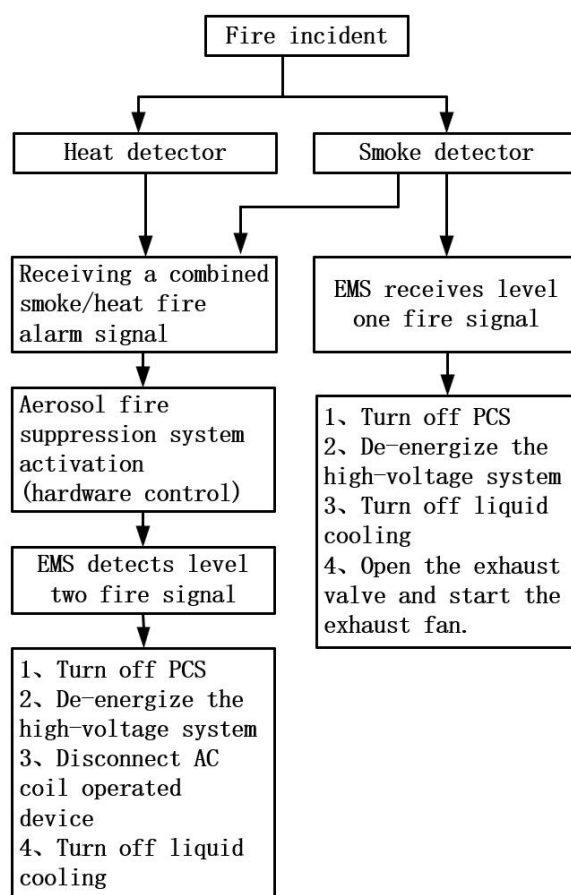 Fire incident
Heat detector
Smoke detector
Receiving a combined
smoke/heat fire
alarm signal
EMS receives level
one fire signal
Aerosol fire
suppression system
activation
(hardware control)
1、Turn off PCS
2、De-energize the
high-voltage system
3、Turn off liquid
cooling
4、Open the exhaust
valve and start the
exhaust fan.
EMS detects level
two fire signal
1、Turn off PCS
2、De-energize the
high-voltage system
3、Disconnect AC
coil operated
device
4、Turn off liquid
cooling